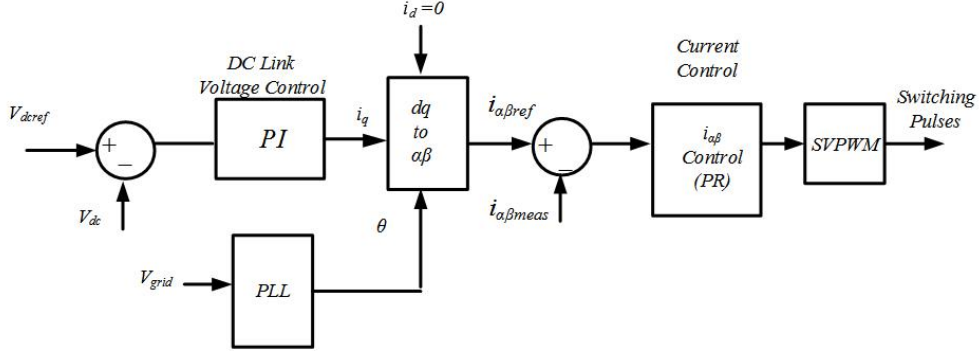 i_d=0
DC Link
Voltage Control
Current
Control
Switching
Pulses
V_dcref
+
−
PI
i_q
dq
to
αβ
i_αβref
+
−
i_αβ
Control
(PR)
SVPWM
V_dc
θ
i_αβmeas
V_grid
PLL